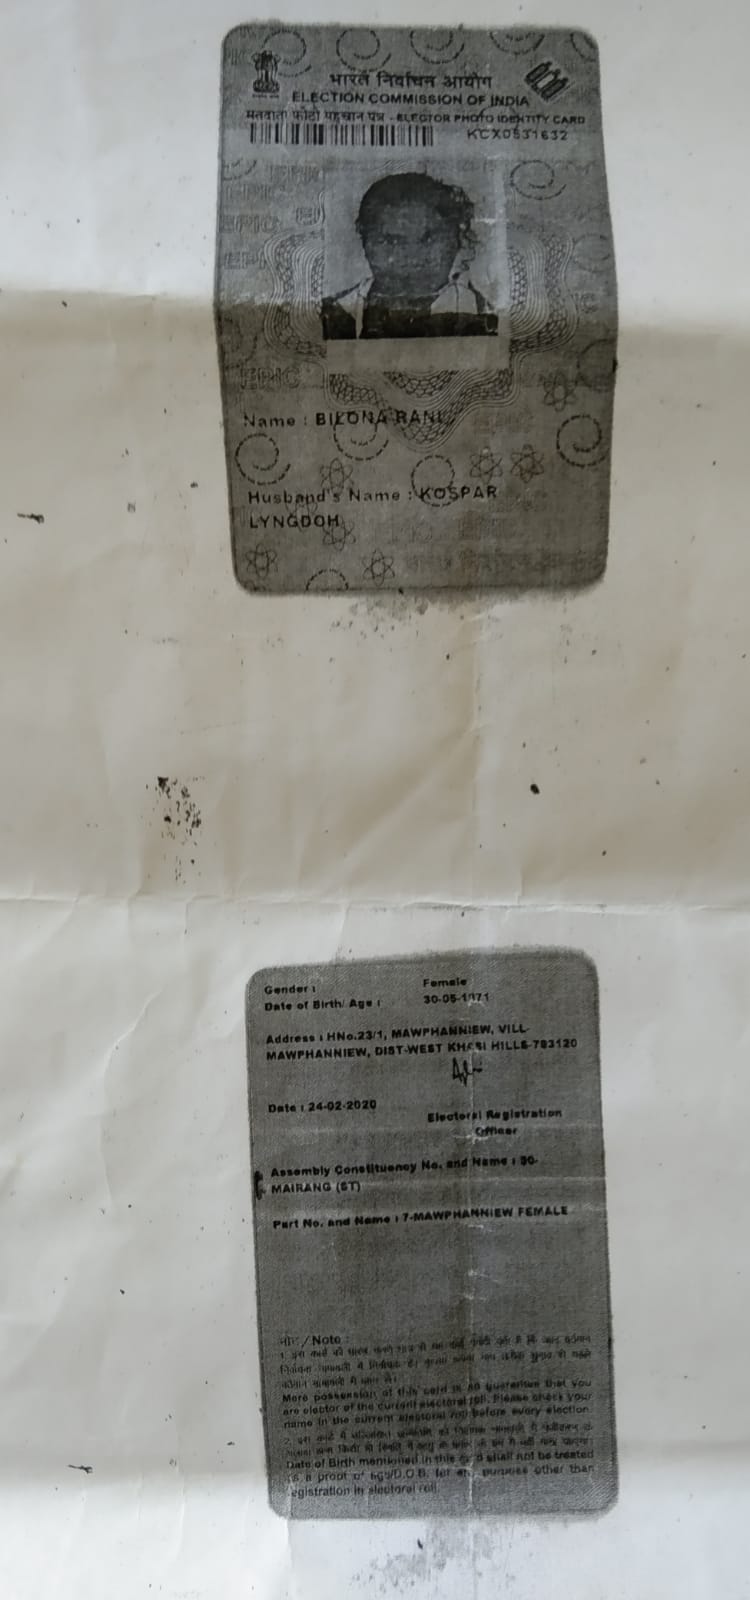 भारत निर्वाचन आयोग
ELECTION COMMISSION OF INDIA
मतदाता फोटो पहचान पत्र - ELECTOR PHOTO IDENTITY CARD
KCX0531632
EPIC
EPIC
Name : BILONA RANI
Husband's Name : KOSPAR
LYNGDOH
Gender : Female
Date of Birth/ Age : 30-05-1971
Address : HNo.23/1, MAWPHANNIEW, VILL-
MAWPHANNIEW, DIST-WEST KHASI HILLS-793120
Date : 24-02-2020
Electoral Registration
Officer
Assembly Constituency No. and Name : 30-
MAIRANG (ST)
Part No. and Name : 7-MAWPHANNIEW FEMALE
/ Note :
Mere possession of this card is no guarantee that you
are elector of the current electoral roll. Please check your
name in the current electoral roll before every election.
Date of Birth mentioned in this card shall not be treated
as a proof of age/D.O.B. for any purpose other than
registration in electoral roll.